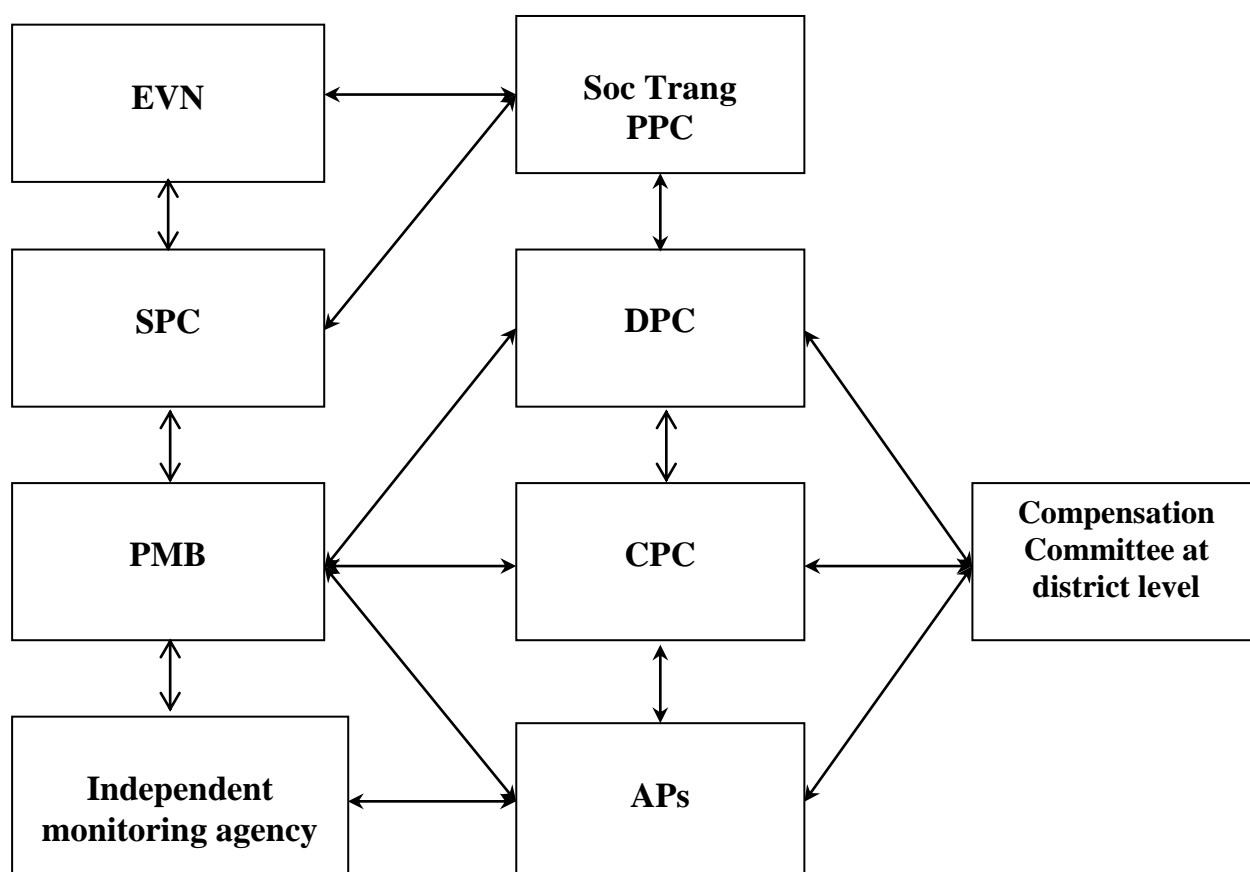 EVN
Soc Trang
PPC
SPC
DPC
PMB
CPC
Compensation
Committee at
district level
Independent
monitoring agency
APs